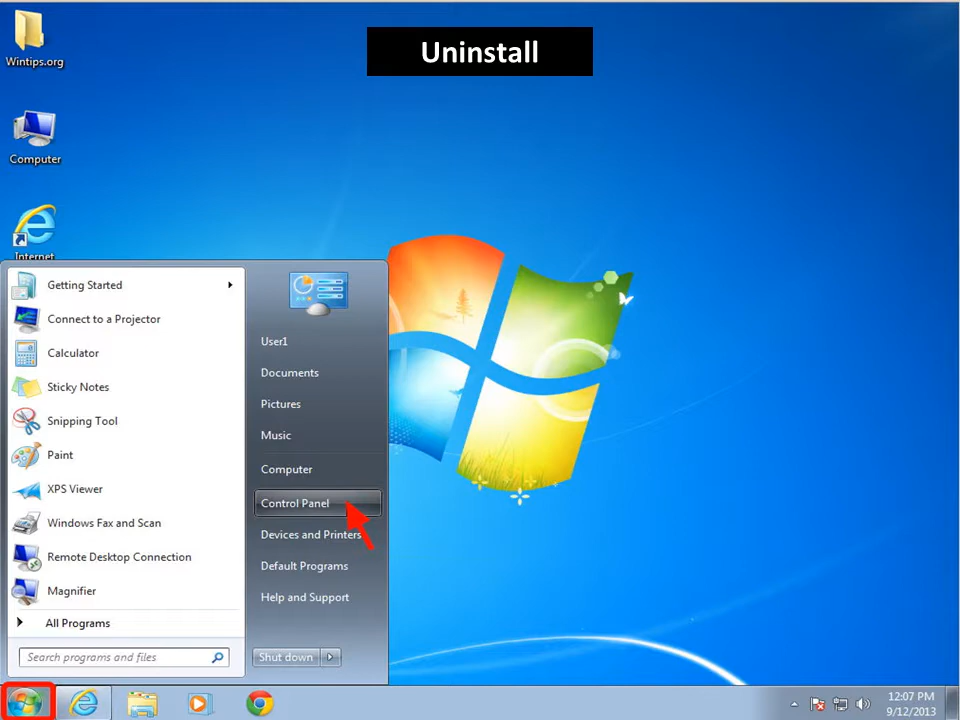 Uninstall
Wintips.org
Computer
Internet
Getting Started
Connect to a Projector
Calculator
Sticky Notes
Snipping Tool
Paint
XPS Viewer
Windows Fax and Scan
Remote Desktop Connection
Magnifier
All Programs
Search programs and files
User1
Documents
Pictures
Music
Computer
Control Panel
Devices and Printers
Default Programs
Help and Support
Shut down
12:07 PM
9/12/2013